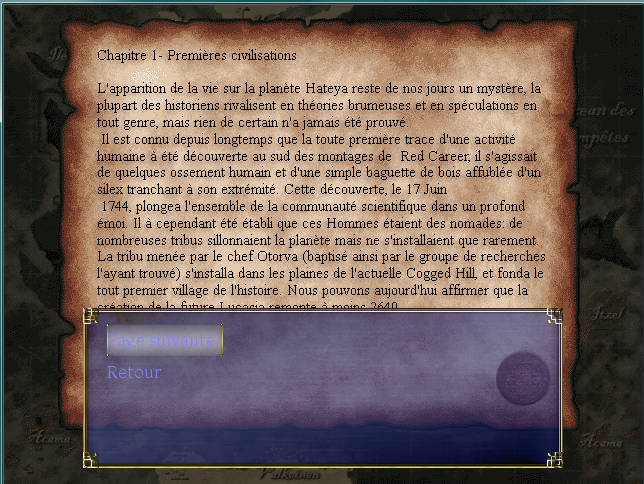 Chapitre 1- Premières civilisations
L'apparition de la vie sur la planète Hateya reste de nos jours un mystère, la
plupart des historiens rivalisent en théories brumeuses et en spéculations en
tout genre, mais rien de certain n'a jamais été prouvé
Il est connu depuis longtemps que la toute première trace d'une activité
humaine à été découverte au sud des montages de Red Career, il s'agissait
de quelques ossement humain et d'une simple baguette de bois affublée d'un
silex tranchant à son extrémité. Cette découverte, le 17 Juin
1744, plongea l'ensemble de la communauté scientifique dans un profond
émoi. Il à cependant été établi que ces Hommes étaient des nomades: de
nombreuses tribus sillonnaient la planète mais ne s'installaient que rarement.
La tribu menée par le chef Otorva (baptisé ainsi par le groupe de recherches
l'ayant trouvé) s'installa dans les plaines de l'actuelle Cogged Hill, et fonda le
tout premier village de l'histoire. Nous pouvons aujourd'hui affirmer que la
création de la future Lucasia remonte à moins 2640
Page suivante
Retour
Itzel
Acama
Acama